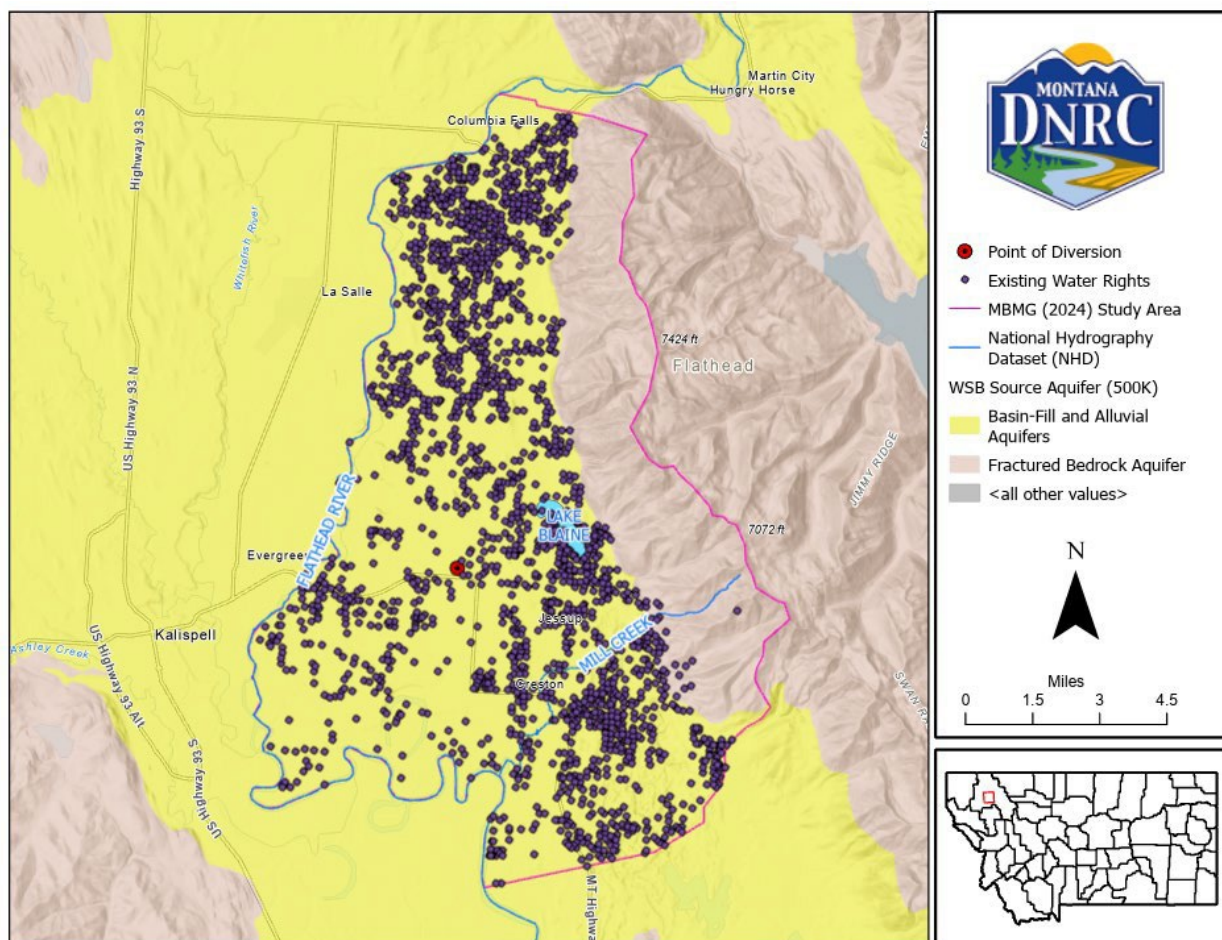 Martin City
Hungry Horse
Columbia Falls
Highway 93 S
Whitefish River
La Salle
7424 ft
Flathead
US Highway 93 N
JIMMY RIDGE
FLATHEAD RIVER
LAKE
BLAINE
7072 ft
Evergreen
Jessup
Kalispell
MILL CREEK
Ashley Creek
Creston
US Highway 93 Alt
US Highway 93 S
MONTANA
DNRC
Point of Diversion
Existing Water Rights
MBMG (2024) Study Area
National Hydrography
Dataset (NHD)
WSB Source Aquifer (500K)
Basin-Fill and Alluvial
Aquifers
Fractured Bedrock Aquifer
<all other values>
N
Miles
0 1.5 3 4.5